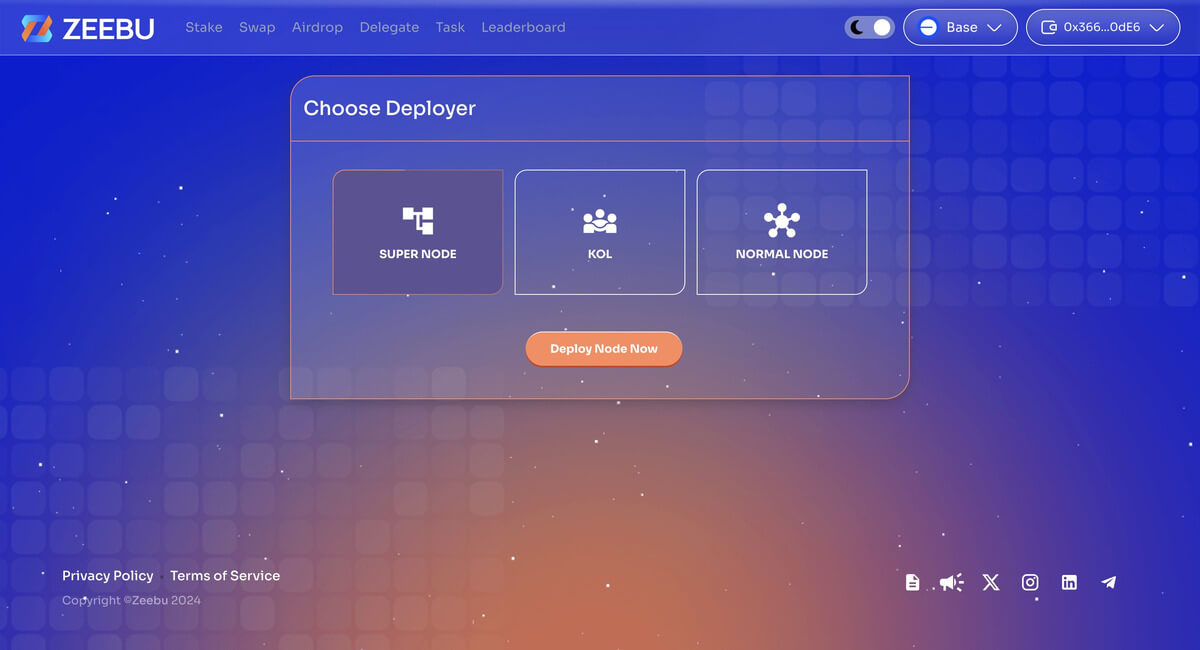 ZEEBU Stake Swap Airdrop Delegate Task Leaderboard Base 0x366...0dE6
Choose Deployer
SUPER NODE KOL NORMAL NODE
Deploy Node Now
Privacy Policy Terms of Service
Copyright ©Zeebu 2024